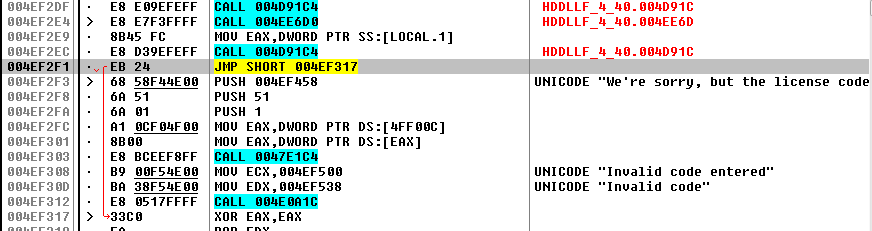 004EF2DF · E8 E09EFEFF CALL 004D91C4 HDDLLF_4_40.004D91C
004EF2E4 > E8 E7F3FFFF CALL 004EE6D0 HDDLLF_4_40.004EE6D
004EF2E9 · 8B45 FC MOV EAX,DWORD PTR SS:[LOCAL.1]
004EF2EC · E8 D39EFEFF CALL 004D91C4 HDDLLF_4_40.004D91C
004EF2F1 · EB 24 JMP SHORT 004EF317
004EF2F3 > 68 58F44E00 PUSH 004EF458 UNICODE "We're sorry, but the license code
004EF2F8 · 6A 51 PUSH 51
004EF2FA · 6A 01 PUSH 1
004EF2FC · A1 0CF04F00 MOV EAX,DWORD PTR DS:[4FF00C]
004EF301 · 8B00 MOV EAX,DWORD PTR DS:[EAX]
004EF303 · E8 BCEEF8FF CALL 0047E1C4
004EF308 · B9 00F54E00 MOV ECX,004EF500 UNICODE "Invalid code entered"
004EF30D · BA 38F54E00 MOV EDX,004EF538 UNICODE "Invalid code"
004EF312 · E8 0517FFFF CALL 004E0A1C
004EF317 > 33C0 XOR EAX,EAX